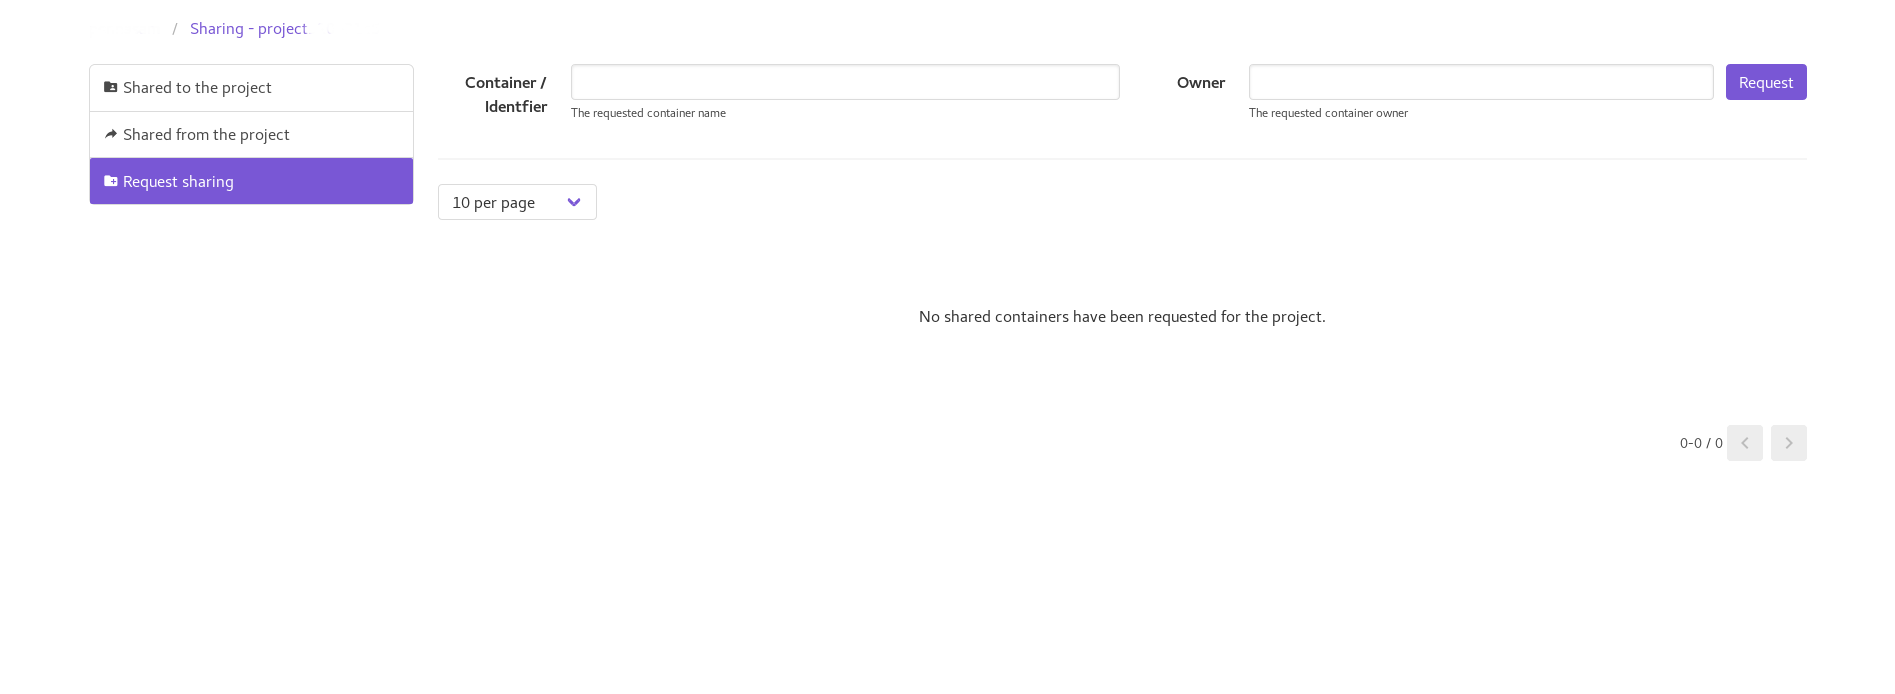 / Sharing - project
Shared to the project
Shared from the project
Request sharing
Container /
Identfier
The requested container name
Owner
The requested container owner
Request
10 per page
No shared containers have been requested for the project.
0-0 / 0